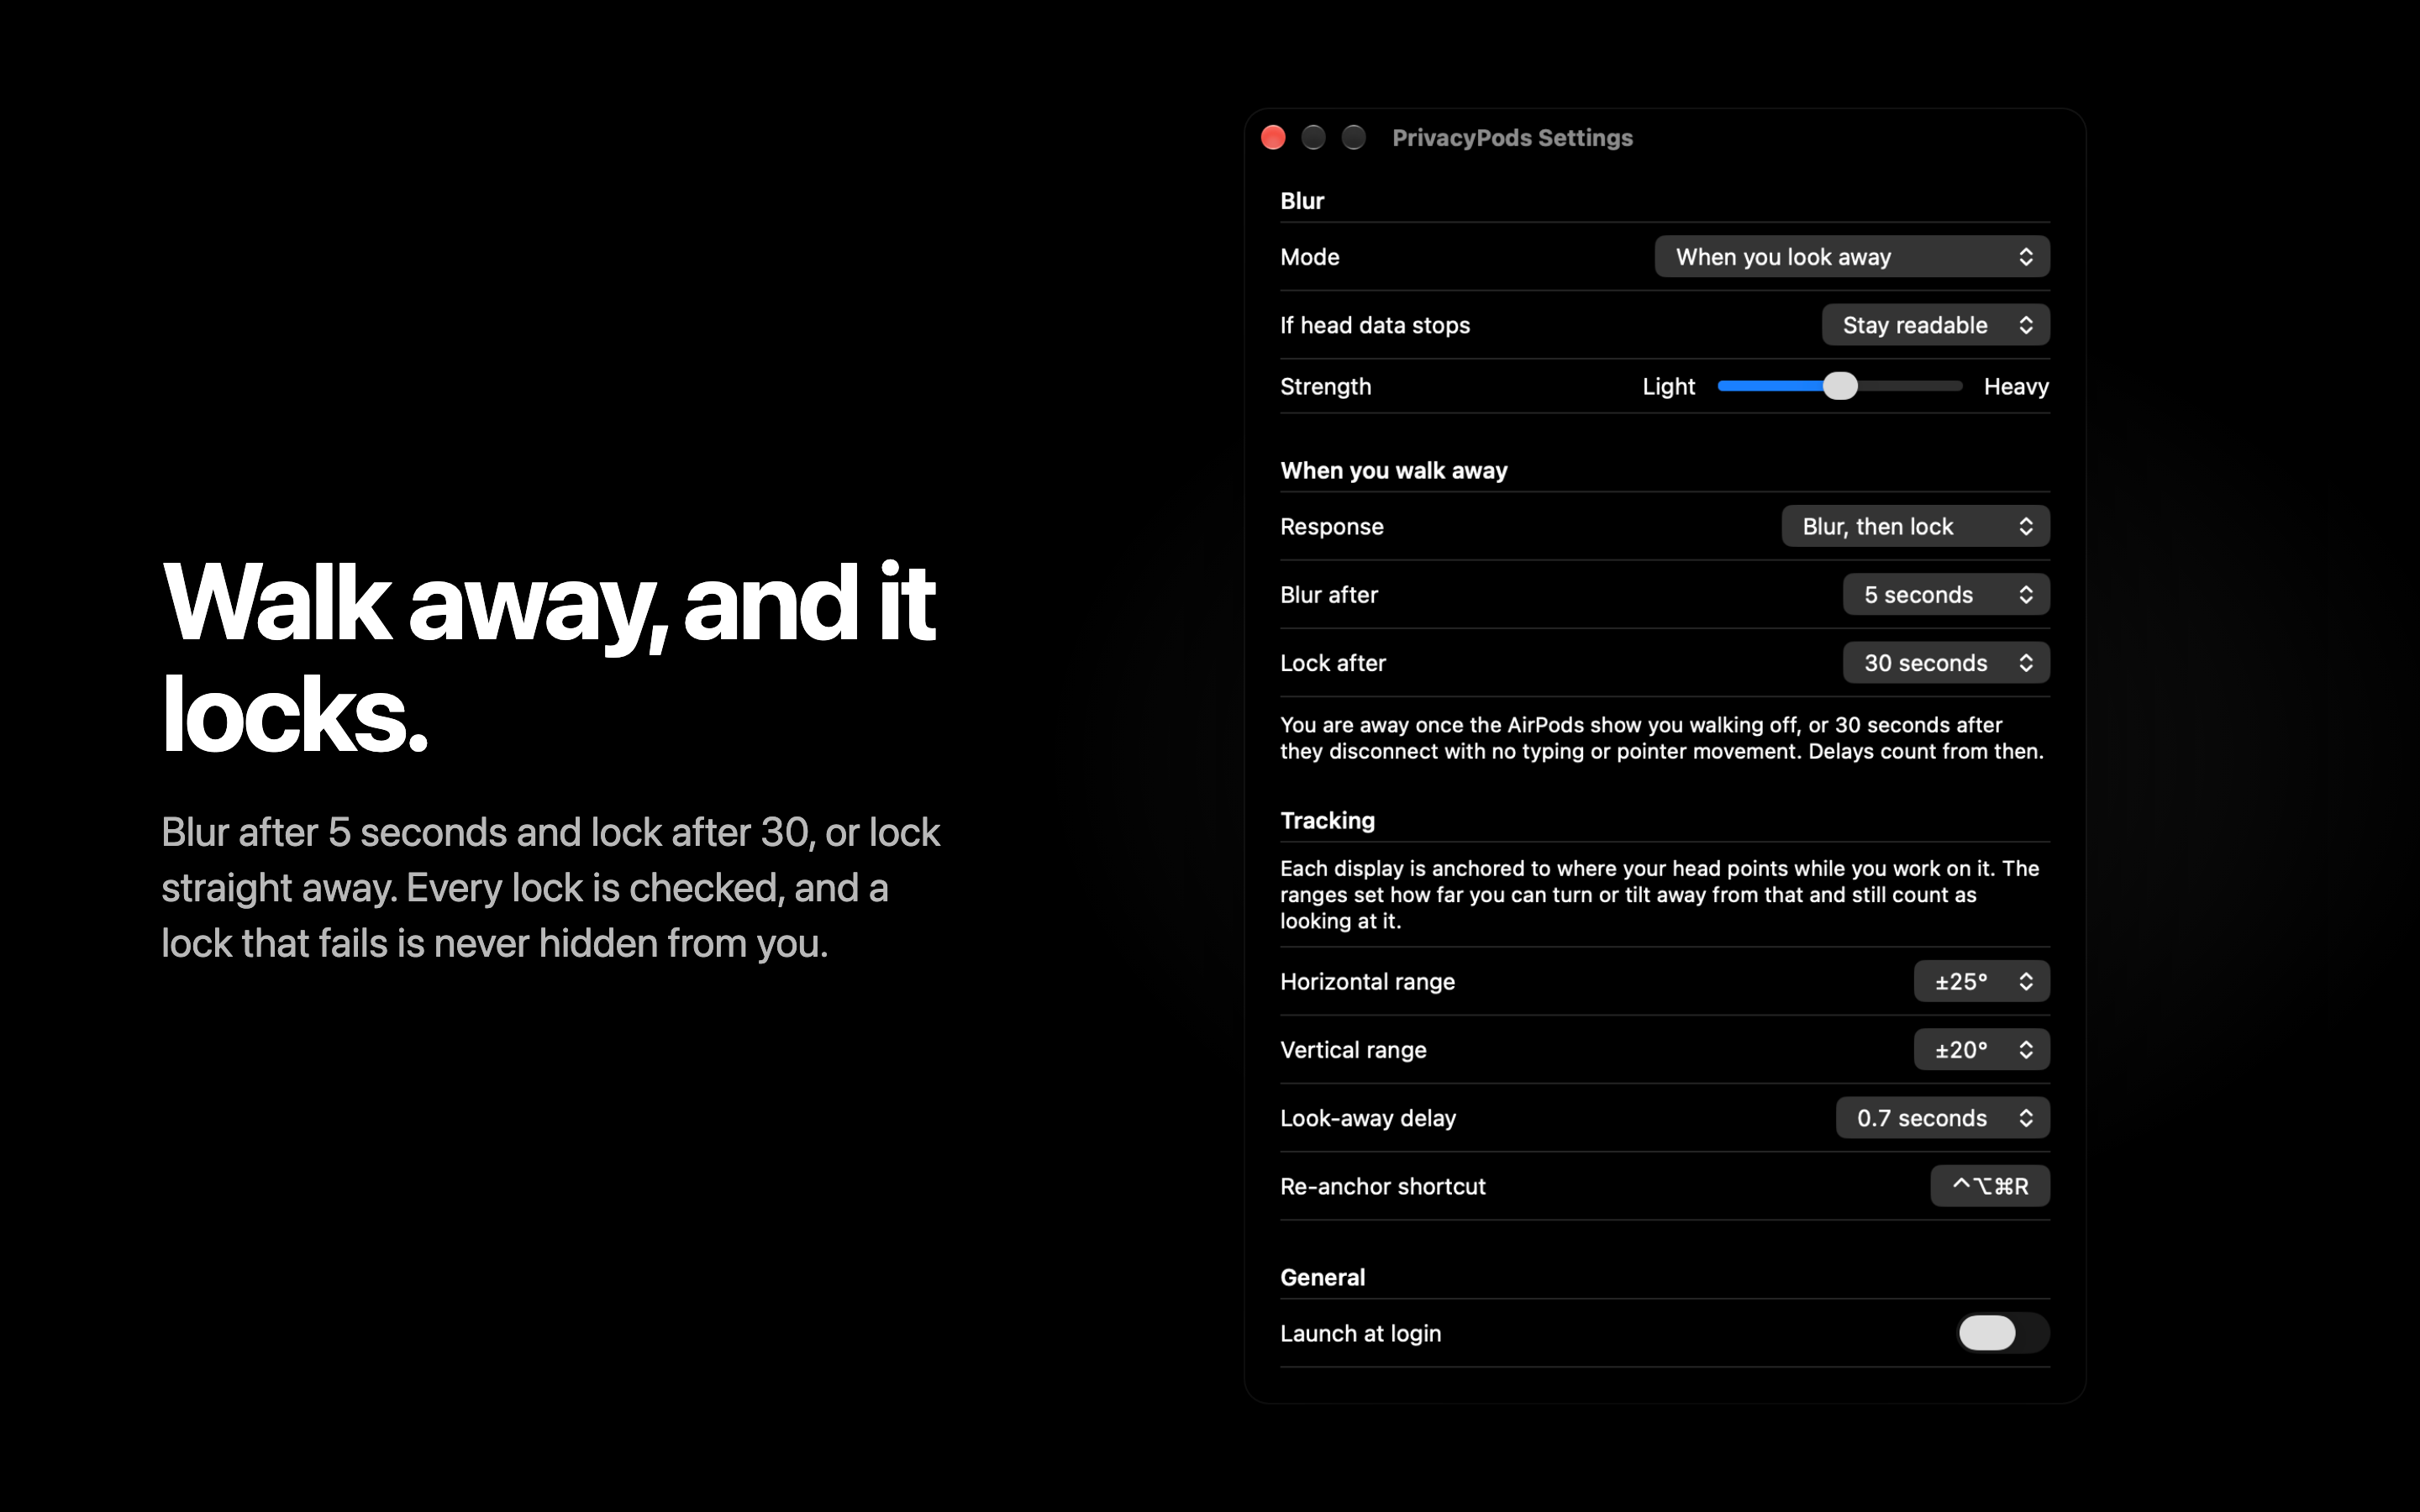 Walk away, and it
locks.
Blur after 5 seconds and lock after 30, or lock
straight away. Every lock is checked, and a
lock that fails is never hidden from you.
PrivacyPods Settings
Blur
Mode When you look away
If head data stops Stay readable
Strength Light Heavy
When you walk away
Response Blur, then lock
Blur after 5 seconds
Lock after 30 seconds
You are away once the AirPods show you walking off, or 30 seconds after
they disconnect with no typing or pointer movement. Delays count from then.
Tracking
Each display is anchored to where your head points while you work on it. The
ranges set how far you can turn or tilt away from that and still count as
looking at it.
Horizontal range ±25°
Vertical range ±20°
Look-away delay 0.7 seconds
Re-anchor shortcut ^⌥⌘R
General
Launch at login